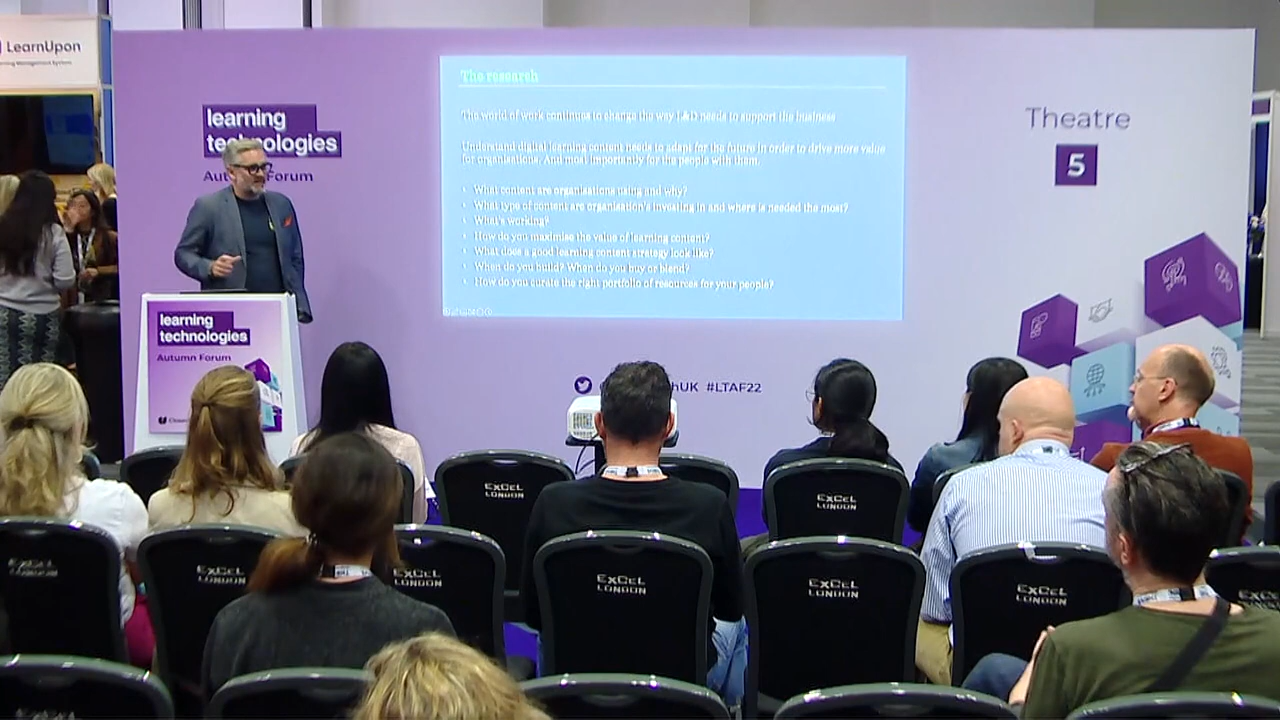 LearnUpon
learning
technologies
Forum
The research
The world of work continues to change the way L&D needs to support the business
Understand digital learning content needs to adapt for the future in order to drive more value
for organisations. And most importantly for the people with them.
• What content are organisations using and why?
• What type of content are organisation's investing in and where is needed the most?
• What's working?
• How do you maximise the value of learning content?
• What does a good learning content strategy look like?
• When do you build? When do you buy or blend?
• How do you curate the right portfolio of resources for your people?
Theatre
5
learning
technologies
Autumn Forum
hUK #LTAF22
EXCEL
LONDON
EXCEL
LONDON
EXCEL
LONDON
EXCEL
LONDON
EXCEL
LONDON
EXCEL
LONDON
EXCEL
LONDON